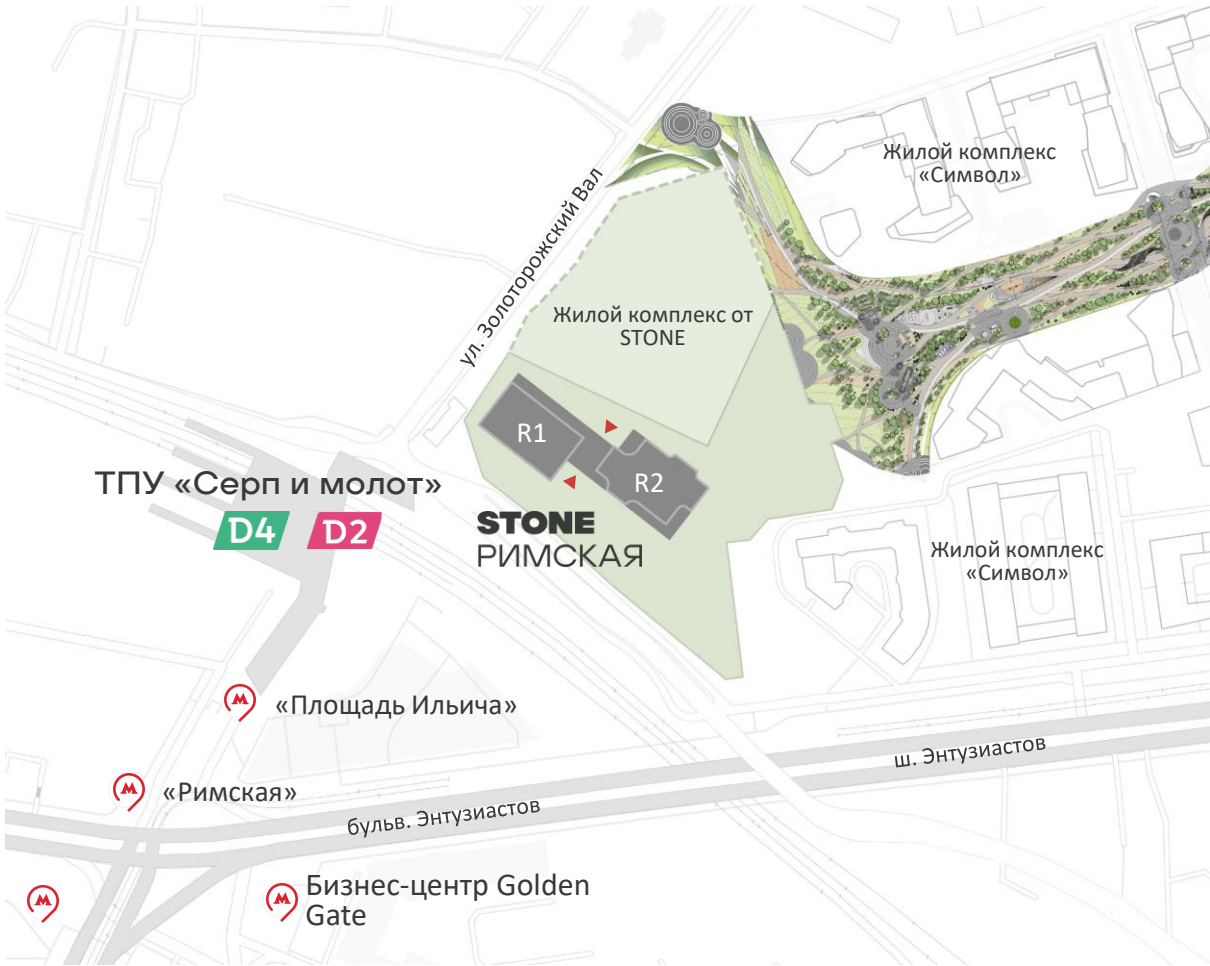 Жилой комплекс
«Символ»
ул. Золоторожский Вал
Жилой комплекс от
STONE
R1
R2
ТПУ «Серп и молот»
D4 D2
STONE
РИМСКАЯ
Жилой комплекс
«Символ»
М «Площадь Ильича»
М «Римская»
ш. Энтузиастов
бульв. Энтузиастов
М
М Бизнес-центр Golden
Gate